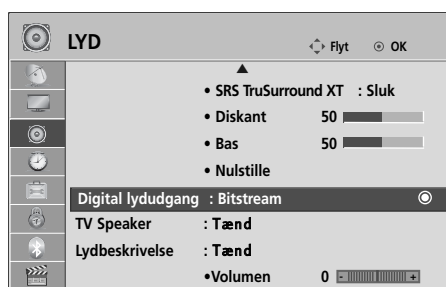 LYD Flyt OK
• SRS TruSurround XT : Sluk
• Diskant 50
• Bas 50
• Nulstille
Digital lydudgang : Bitstream
TV Speaker : Tænd
Lydbeskrivelse : Tænd
•Volumen 0 - +